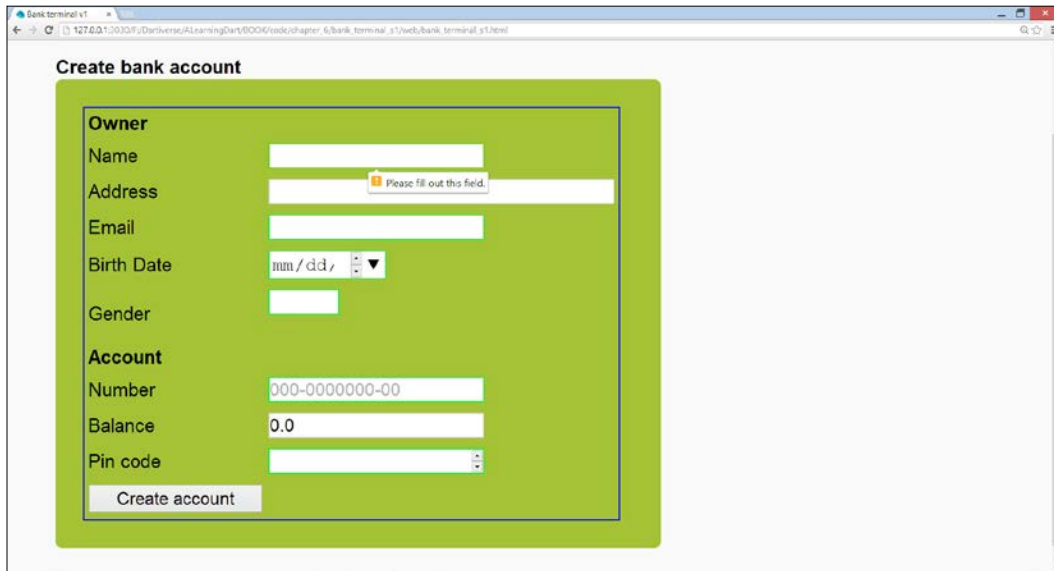 Bank terminal v1
127.0.0.1:3030/F:/Dartiverse/ALearningDart/BOOK/code/chapter_6/bank_terminal_s1/web/bank_terminal_s1.html
Create bank account
Owner
Name
Please fill out this field.
Address
Email
Birth Date mm/dd/
Gender
Account
Number 000-0000000-00
Balance 0.0
Pin code
Create account